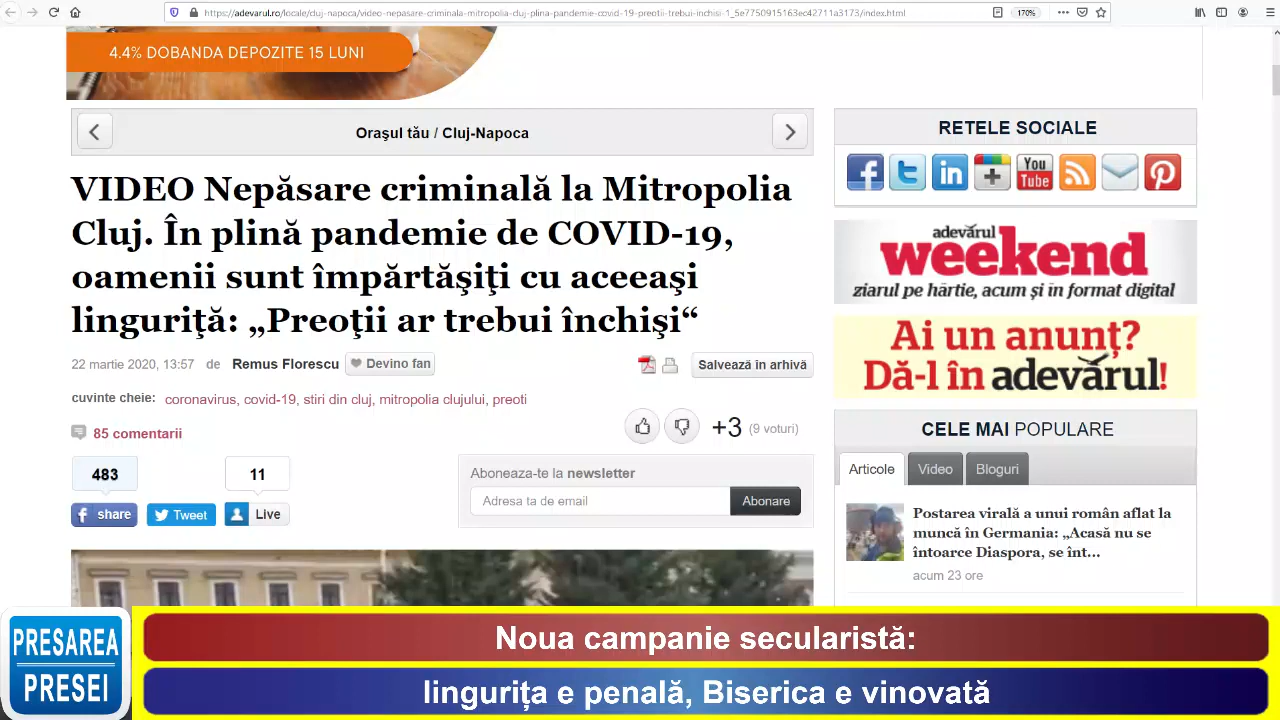 https://adevarul.ro/locale/cluj-napoca/video-nepasare-criminala-mitropolia-cluj-plina-pandemie-covid-19-preotii-trebui-inchisi-1_5e7750915163ec42711a3173/index.html
170%
4.4% DOBANDA DEPOZITE 15 LUNI
Oraşul tău / Cluj-Napoca
VIDEO Nepăsare criminală la Mitropolia
Cluj. În plină pandemie de COVID-19,
oamenii sunt împărtăşiţi cu aceeaşi
linguriţă: „Preoţii ar trebui închişi“
22 martie 2020, 13:57 de Remus Florescu Devino fan
Salvează în arhivă
cuvinte cheie: coronavirus, covid-19, stiri din cluj, mitropolia clujului, preoti
85 comentarii
+3 (9 voturi)
483
11
share
Tweet
Live
Aboneaza-te la newsletter
Adresa ta de email
Abonare
RETELE SOCIALE
You
Tube
adevărul
weekend
ziarul pe hârtie, acum şi în format digital
Ai un anunţ?
Dă-l în adevărul!
CELE MAI POPULARE
Articole Video Bloguri
Postarea virală a unui român aflat la
muncă în Germania: „Acasă nu se
întoarce Diaspora, se înt...
acum 23 ore
PRESAREA
PRESEI
Noua campanie secularistă:
lingurița e penală, Biserica e vinovată